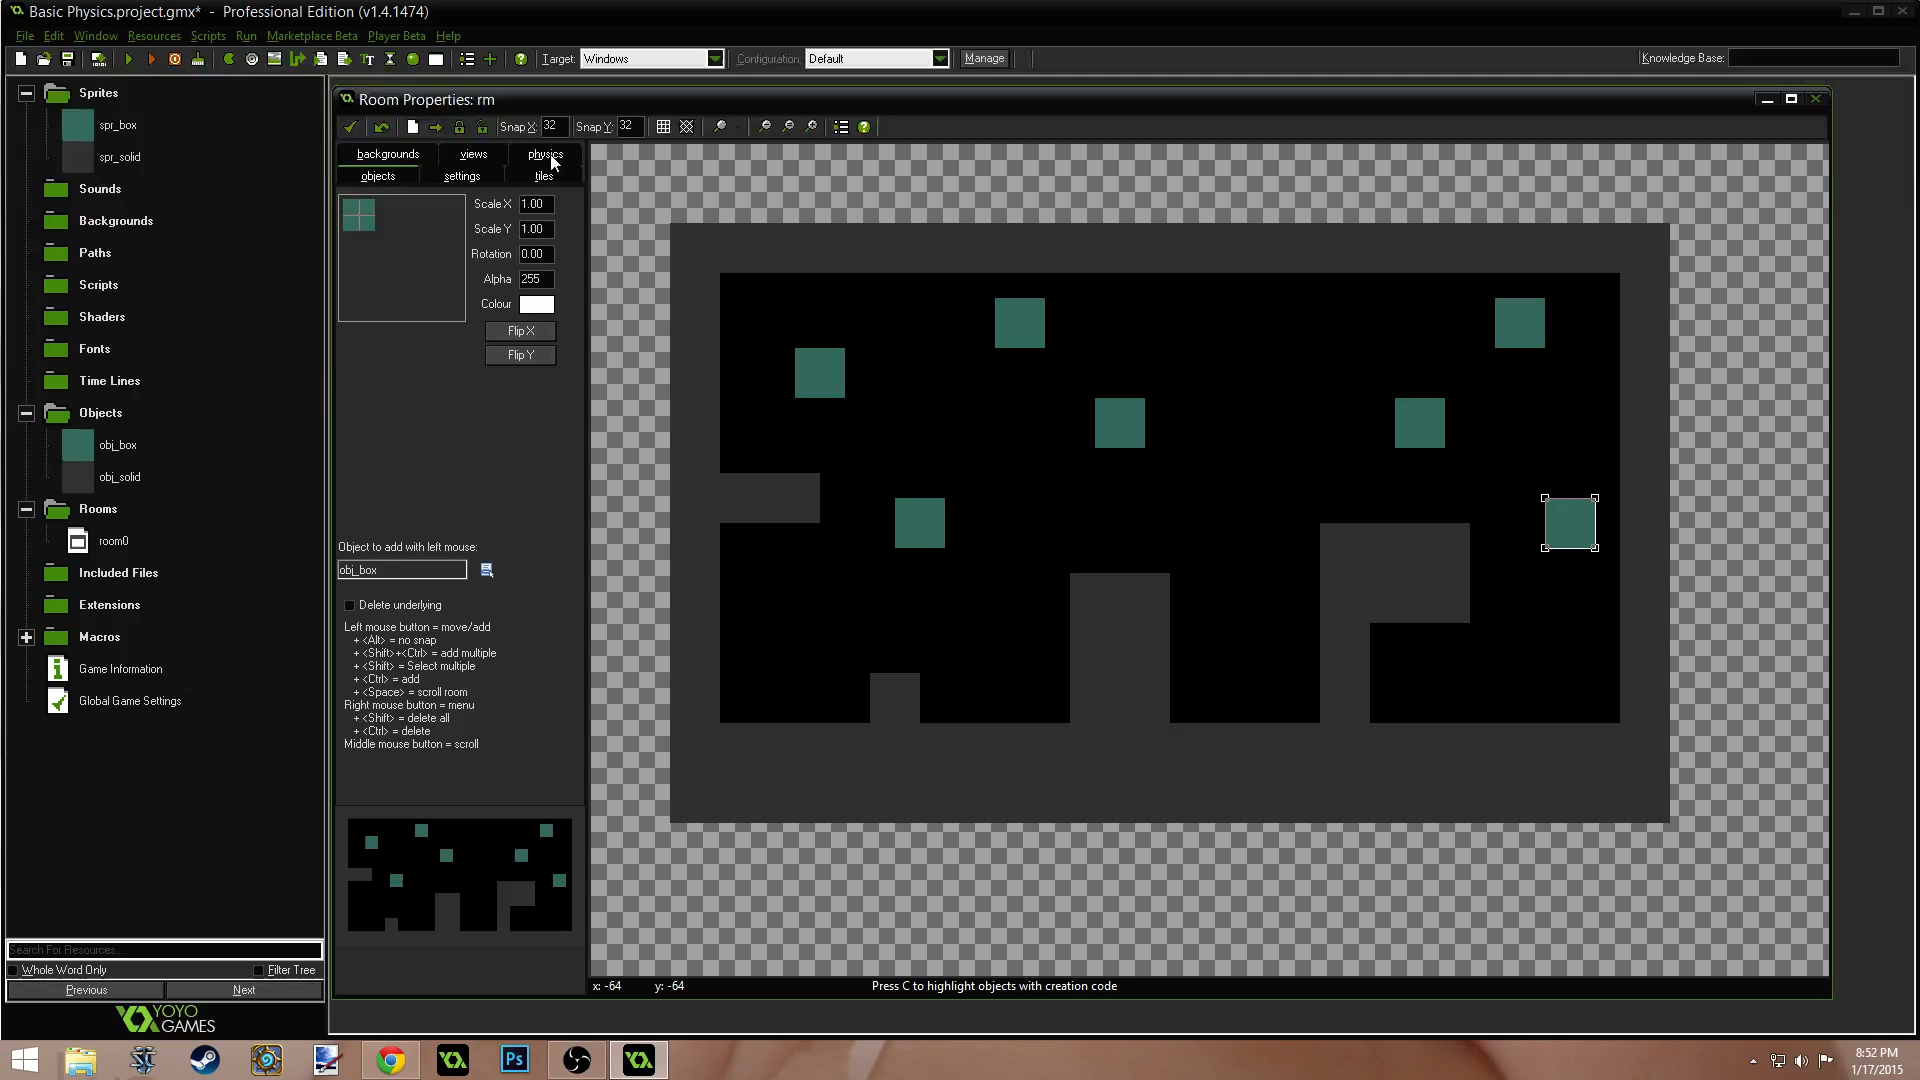 Basic Physics.project.gmx* - Professional Edition (v1.4.1474)
File Edit Window Resources Scripts Run Marketplace Beta Player Beta Help
Target: Windows Configuration: Default Manage Knowledge Base:
Sprites
spr_box
spr_solid
Sounds
Backgrounds
Paths
Scripts
Shaders
Fonts
Time Lines
Objects
obj_box
obj_solid
Rooms
room0
Included Files
Extensions
Macros
Game Information
Global Game Settings
Search For Resources...
Whole Word Only Filter Tree
Previous Next
YOYO
GAMES
Room Properties: rm
Snap X: 32 Snap Y: 32
backgrounds views physics
objects settings tiles
Scale X 1.00
Scale Y 1.00
Rotation 0.00
Alpha 255
Colour
Flip X
Flip Y
Object to add with left mouse:
obj_box
Delete underlying
Left mouse button = move/add
+ <Alt> = no snap
+ <Shift>+<Ctrl> = add multiple
+ <Shift> = Select multiple
+ <Ctrl> = add
+ <Space> = scroll room
Right mouse button = menu
+ <Shift> = delete all
+ <Ctrl> = delete
Middle mouse button = scroll
x: -64 y: -64 Press C to highlight objects with creation code
Ps
8:52 PM
1/17/2015